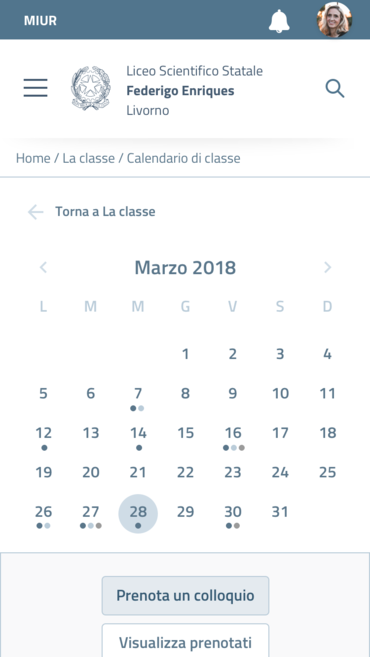 MIUR
Liceo Scientifico Statale
Federigo Enriques
Livorno
Home / La classe / Calendario di classe
Torna a La classe
Marzo 2018
L M M G V S D
1 2 3 4
5 6 7 8 9 10 11
12 13 14 15 16 17 18
19 20 21 22 23 24 25
26 27 28 29 30 31
Prenota un colloquio
Visualizza prenotati